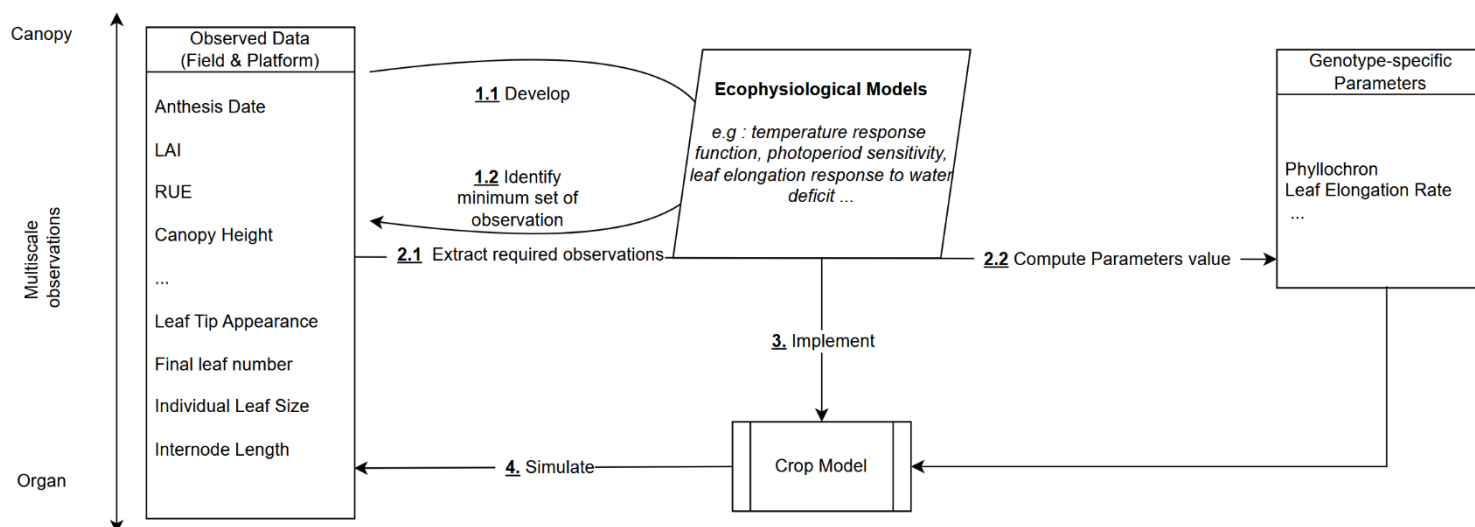 Canopy
Multiscale
observations
Organ
Observed Data
(Field & Platform)
Anthesis Date
LAI
RUE
Canopy Height
...
Leaf Tip Appearance
Final leaf number
Individual Leaf Size
Internode Length
1.1 Develop
1.2 Identify
minimum set of
observation
2.1 Extract required observations
Ecophysiological Models
e.g : temperature response
function, photoperiod sensitivity,
leaf elongation response to water
deficit ...
2.2 Compute Parameters value
Genotype-specific
Parameters
Phyllochron
Leaf Elongation Rate
...
3. Implement
Crop Model
4. Simulate